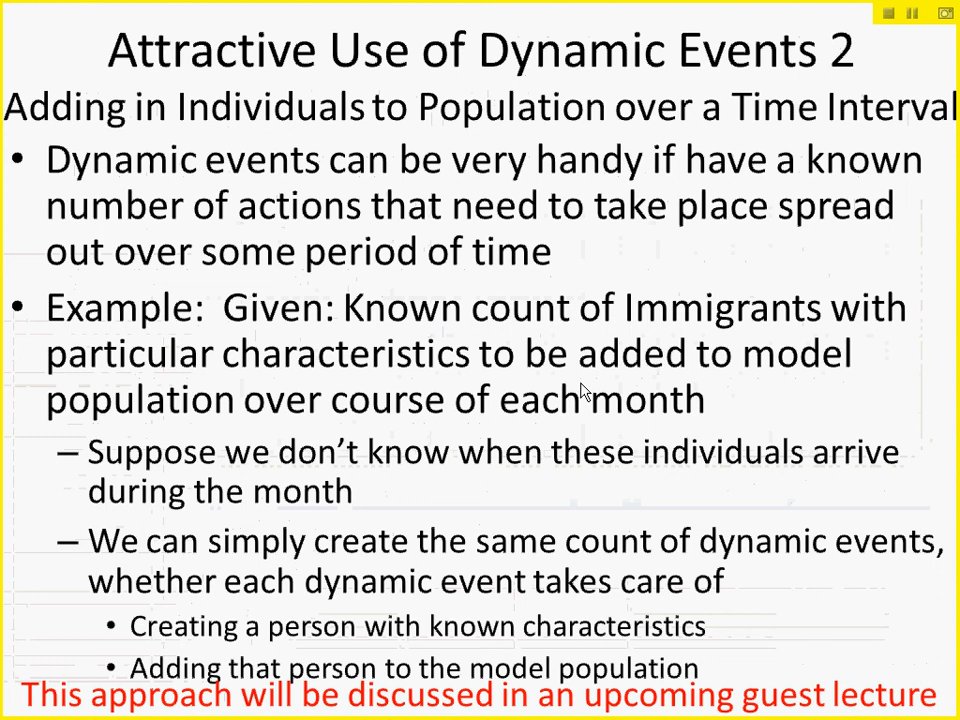 Attractive Use of Dynamic Events 2
Adding in Individuals to Population over a Time Interval
• Dynamic events can be very handy if have a known
number of actions that need to take place spread
out over some period of time
• Example:  Given: Known count of Immigrants with
particular characteristics to be added to model
population over course of each month
– Suppose we don’t know when these individuals arrive
during the month
– We can simply create the same count of dynamic events,
whether each dynamic event takes care of
• Creating a person with known characteristics
• Adding that person to the model population
This approach will be discussed in an upcoming guest lecture